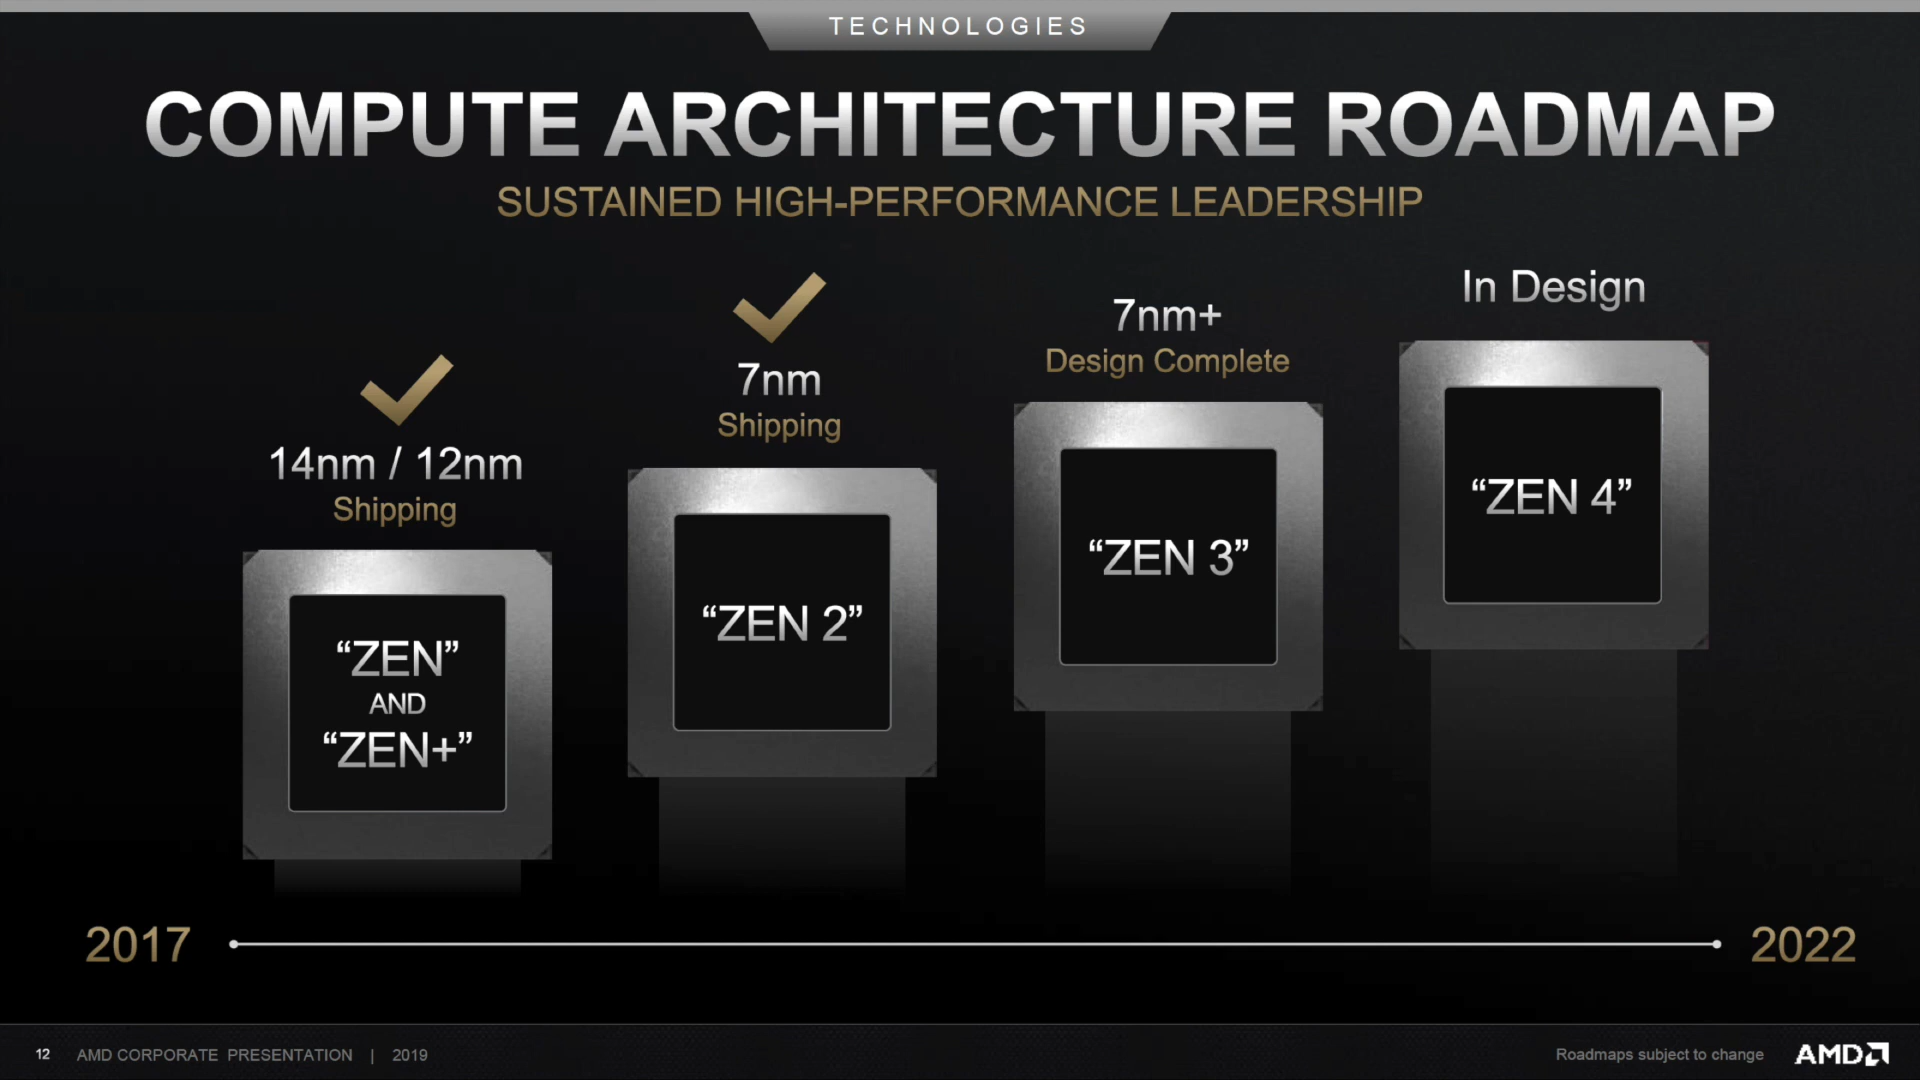 TECHNOLOGIES
COMPUTE ARCHITECTURE ROADMAP
SUSTAINED HIGH-PERFORMANCE LEADERSHIP
14nm / 12nm
Shipping
“ZEN”
AND
“ZEN+”
7nm
Shipping
“ZEN 2”
7nm+
Design Complete
“ZEN 3”
In Design
“ZEN 4”
2017
2022
12 AMD CORPORATE PRESENTATION | 2019
Roadmaps subject to change
AMD